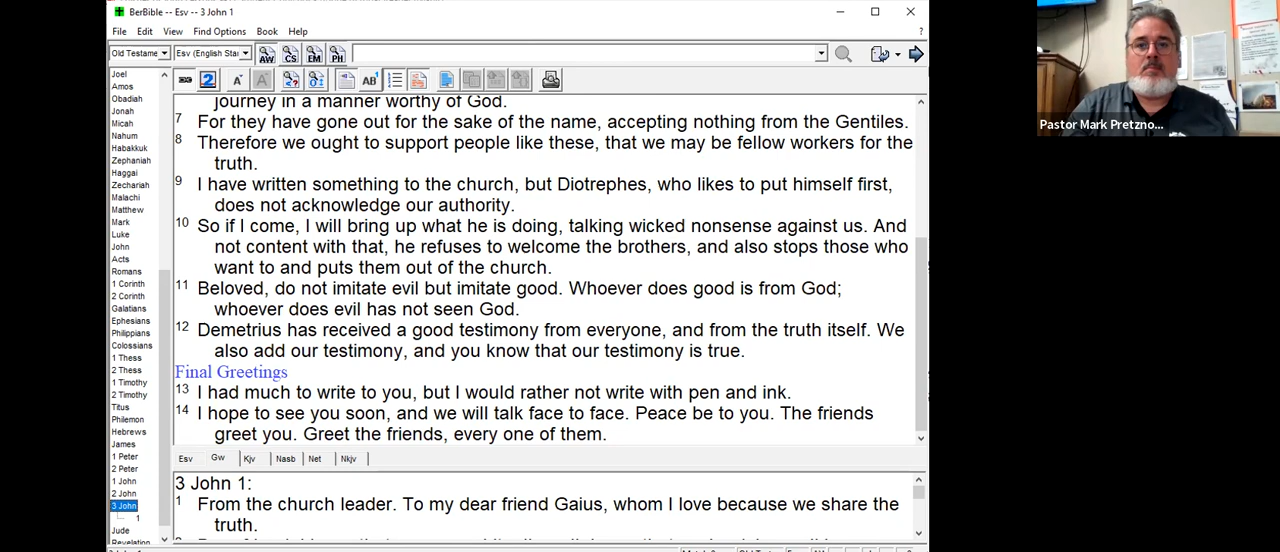 BerBible -- Esv -- 3 John 1
File Edit View Find Options Book Help ?
Old Testame Esv (English Star AW CS EM PH
2 A A AB
Joel
Amos
Obadiah
Jonah
Micah
Nahum
Habakkuk
Zephaniah
Haggai
Zechariah
Malachi
Matthew
Mark
Luke
John
Acts
Romans
1 Corinth
2 Corinth
Galatians
Ephesians
Philippians
Colossians
1 Thess
2 Thess
1 Timothy
2 Timothy
Titus
Philemon
Hebrews
James
1 Peter
2 Peter
1 John
2 John
3 John
1
Jude
Revelation
journey in a manner worthy of God.
7 For they have gone out for the sake of the name, accepting nothing from the Gentiles.
8 Therefore we ought to support people like these, that we may be fellow workers for the
truth.
9 I have written something to the church, but Diotrephes, who likes to put himself first,
does not acknowledge our authority.
10 So if I come, I will bring up what he is doing, talking wicked nonsense against us. And
not content with that, he refuses to welcome the brothers, and also stops those who
want to and puts them out of the church.
11 Beloved, do not imitate evil but imitate good. Whoever does good is from God;
whoever does evil has not seen God.
12 Demetrius has received a good testimony from everyone, and from the truth itself. We
also add our testimony, and you know that our testimony is true.
Final Greetings
13 I had much to write to you, but I would rather not write with pen and ink.
14 I hope to see you soon, and we will talk face to face. Peace be to you. The friends
greet you. Greet the friends, every one of them.
Esv Gw Kjv Nasb Net Nkjv
3 John 1:
1 From the church leader. To my dear friend Gaius, whom I love because we share the
truth.
Pastor Mark Pretzno...